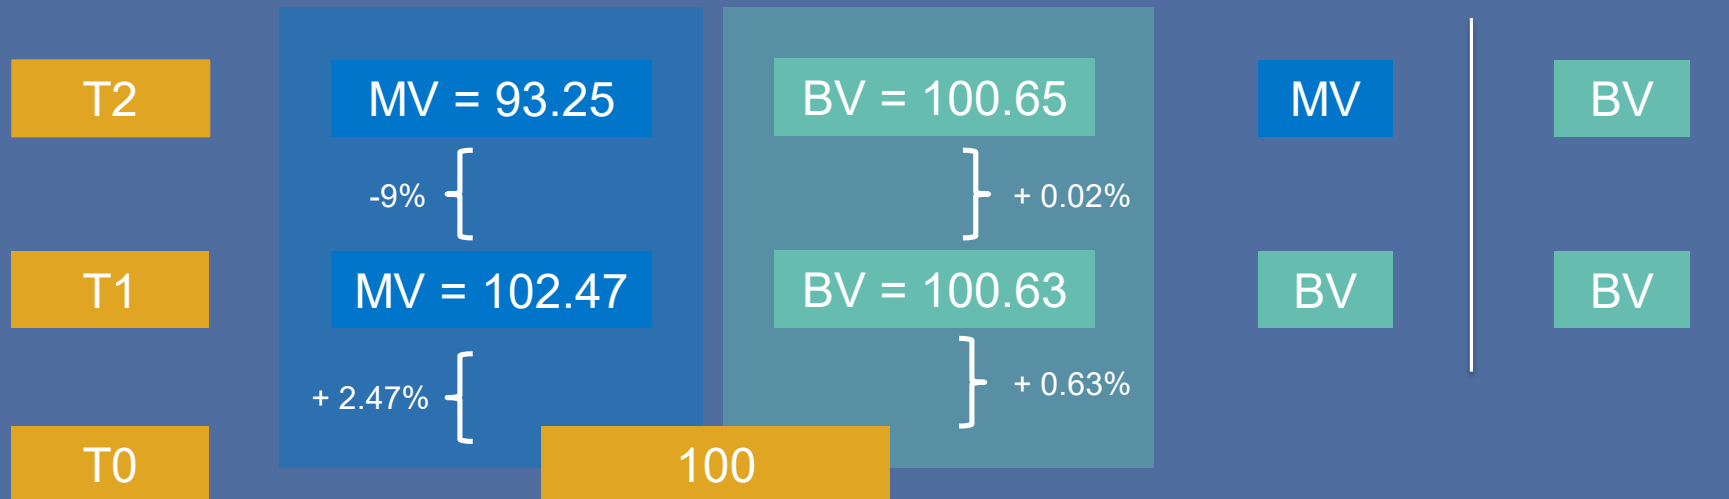 T2
MV = 93.25
BV = 100.65
MV
BV
-9%
+ 0.02%
T1
MV = 102.47
BV = 100.63
BV
BV
+ 2.47%
+ 0.63%
T0
100